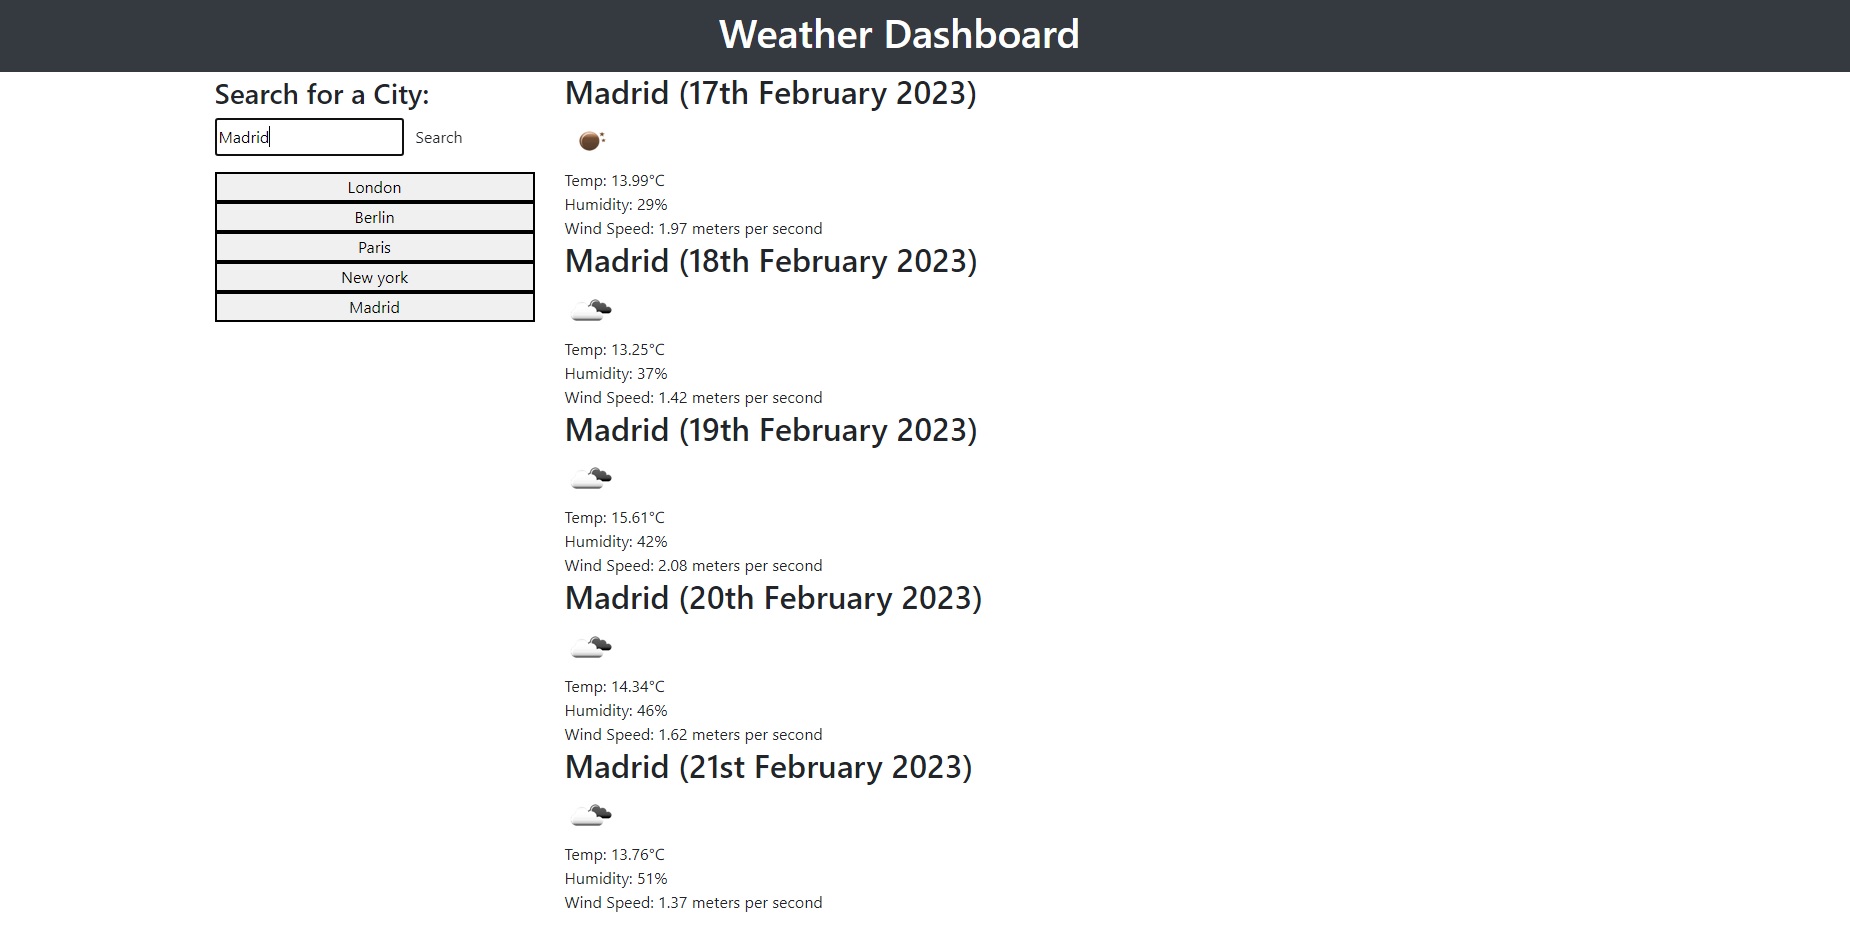 Weather Dashboard
Search for a City:
Madrid
Search
London
Berlin
Paris
New york
Madrid
Madrid (17th February 2023)
Temp: 13.99°C
Humidity: 29%
Wind Speed: 1.97 meters per second
Madrid (18th February 2023)
Temp: 13.25°C
Humidity: 37%
Wind Speed: 1.42 meters per second
Madrid (19th February 2023)
Temp: 15.61°C
Humidity: 42%
Wind Speed: 2.08 meters per second
Madrid (20th February 2023)
Temp: 14.34°C
Humidity: 46%
Wind Speed: 1.62 meters per second
Madrid (21st February 2023)
Temp: 13.76°C
Humidity: 51%
Wind Speed: 1.37 meters per second